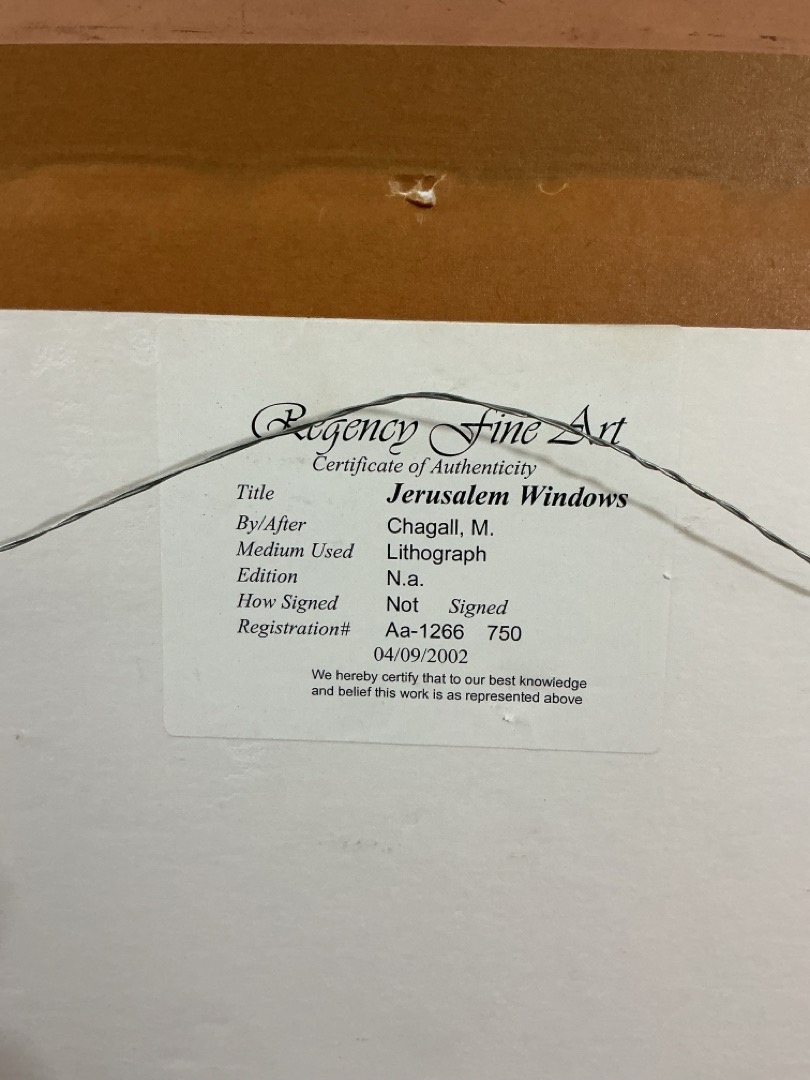 Regency Fine Art
Certificate of Authenticity
Title Jerusalem Windows
By/After Chagall, M.
Medium Used Lithograph
Edition N.a.
How Signed Not Signed
Registration# Aa-1266 750
04/09/2002
We hereby certify that to our best knowledge
and belief this work is as represented above